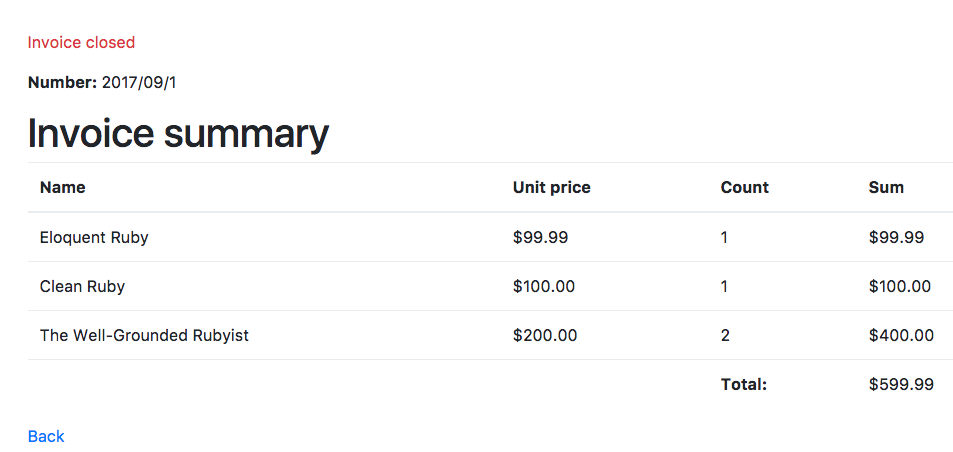 Invoice closed
Number: 2017/09/1
Invoice summary
Name Unit price Count Sum
Eloquent Ruby $99.99 1 $99.99
Clean Ruby $100.00 1 $100.00
The Well-Grounded Rubyist $200.00 2 $400.00
Total: $599.99
Back